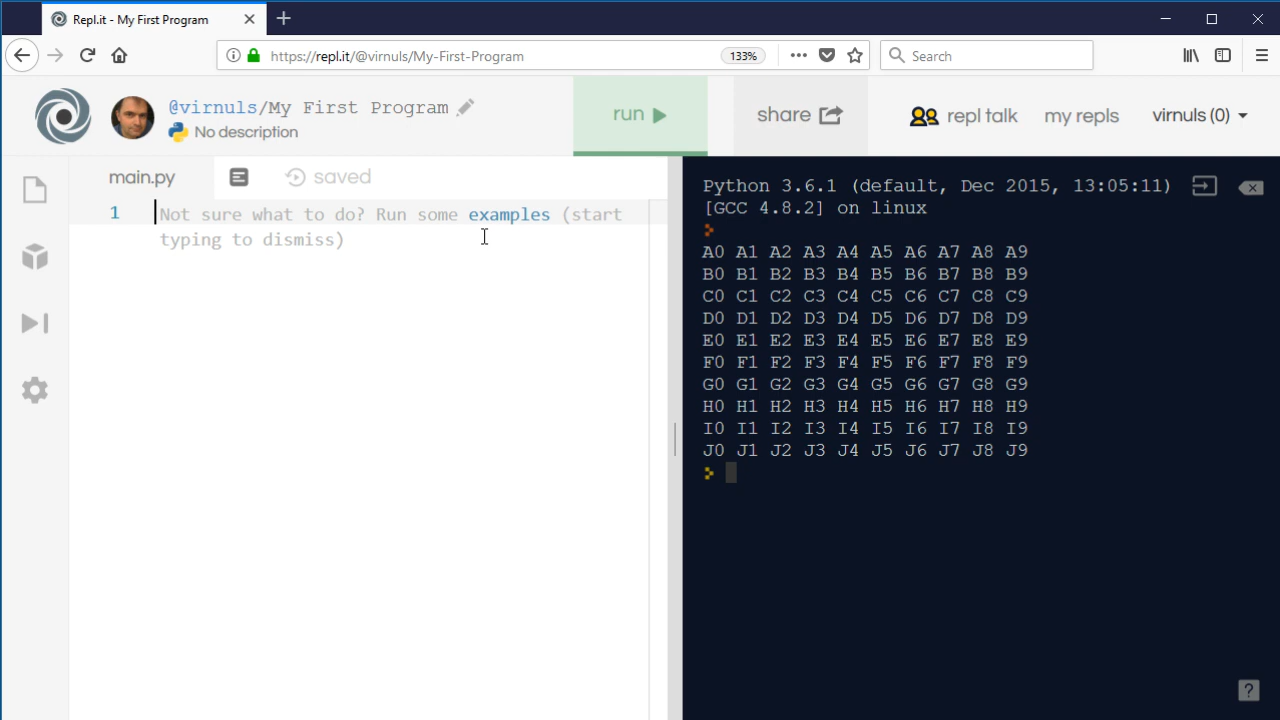 Repl.it - My First Program
https://repl.it/@virnuls/My-First-Program
133%
Search
@virnuls/My First Program
No description
run
share
repl talk
my repls
virnuls (0)
main.py
saved
1
Not sure what to do? Run some examples (start
typing to dismiss)
Python 3.6.1 (default, Dec 2015, 13:05:11)
[GCC 4.8.2] on linux
A0 A1 A2 A3 A4 A5 A6 A7 A8 A9
B0 B1 B2 B3 B4 B5 B6 B7 B8 B9
C0 C1 C2 C3 C4 C5 C6 C7 C8 C9
D0 D1 D2 D3 D4 D5 D6 D7 D8 D9
E0 E1 E2 E3 E4 E5 E6 E7 E8 E9
F0 F1 F2 F3 F4 F5 F6 F7 F8 F9
G0 G1 G2 G3 G4 G5 G6 G7 G8 G9
H0 H1 H2 H3 H4 H5 H6 H7 H8 H9
I0 I1 I2 I3 I4 I5 I6 I7 I8 I9
J0 J1 J2 J3 J4 J5 J6 J7 J8 J9
?